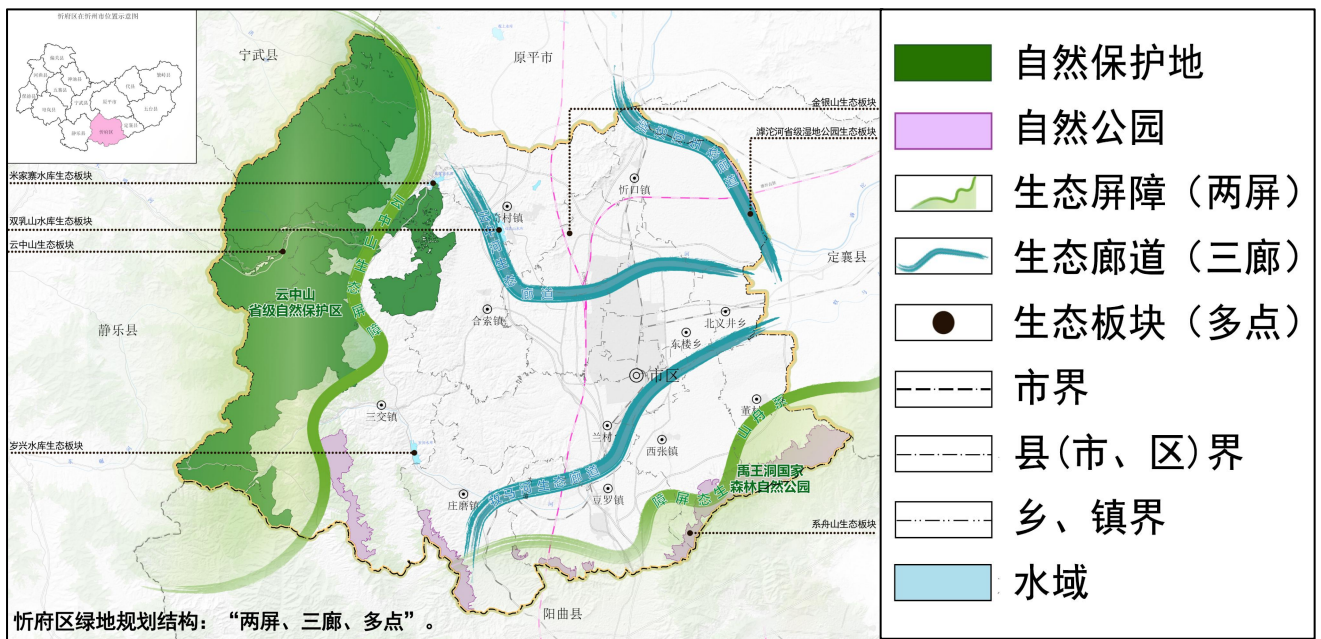 忻府区在忻州市位置示意图
宁武县
原平市
金银山生态板块
滹沱河省级湿地公园生态板块
米家寨水库生态板块
忻口镇
奇村镇
双乳山水库生态板块
云中山生态板块
定襄县
云中山
省级自然保护区
静乐县
合索镇
北义井乡
东楼乡
市区
三交镇
董村
兰村
岁兴水库生态板块
西张镇
禹王洞国家
森林自然公园
庄磨镇
豆罗镇
系舟山生态板块
阳曲县
忻府区绿地规划结构：“两屏、三廊、多点”。
自然保护地
自然公园
生态屏障（两屏）
生态廊道（三廊）
生态板块（多点）
市界
县(市、区)界
乡、镇界
水域